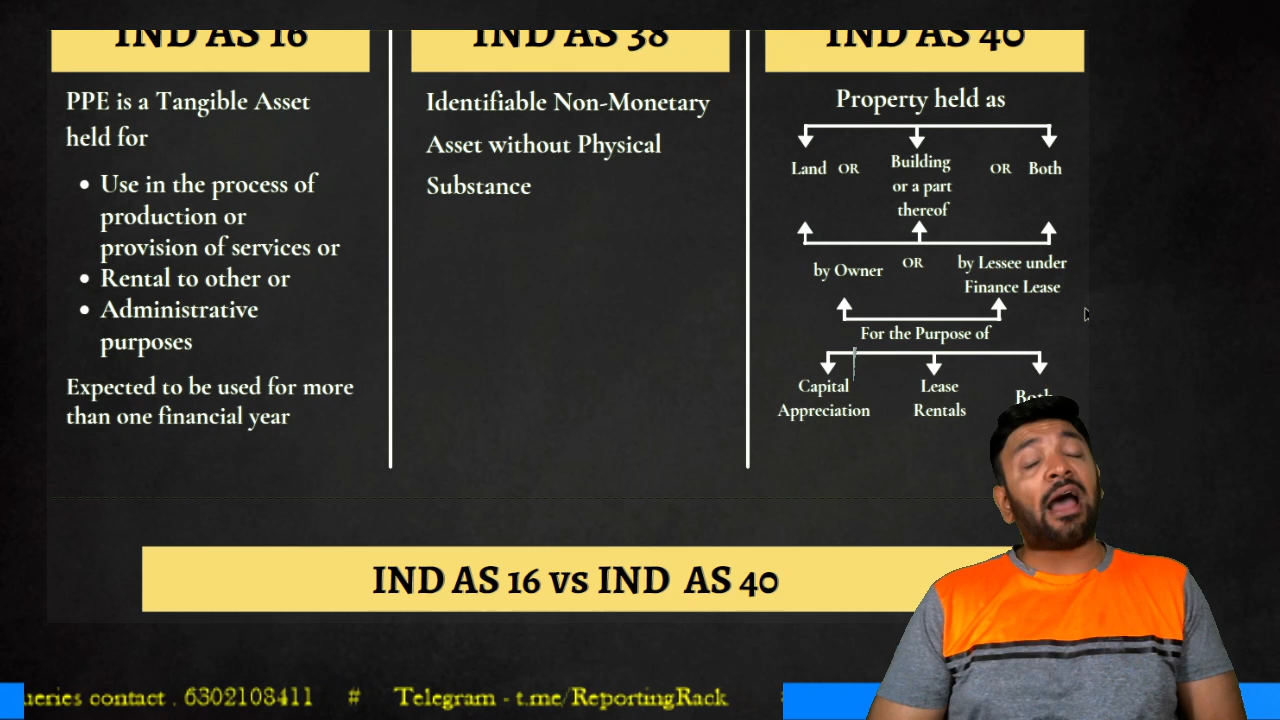 IND AS 16
PPE is a Tangible Asset
held for
• Use in the process of
production or
provision of services or
• Rental to other or
• Administrative
purposes
Expected to be used for more
than one financial year
IND AS 38
Identifiable Non-Monetary
Asset without Physical
Substance
IND AS 40
Property held as
Land OR Building OR Both
or a part
thereof
by Owner OR by Lessee under
Finance Lease
For the Purpose of
Capital Lease Both
Appreciation Rentals
IND AS 16 vs IND AS 40
ueries contact . 6302108411 # Telegram - t.me/ReportingRack